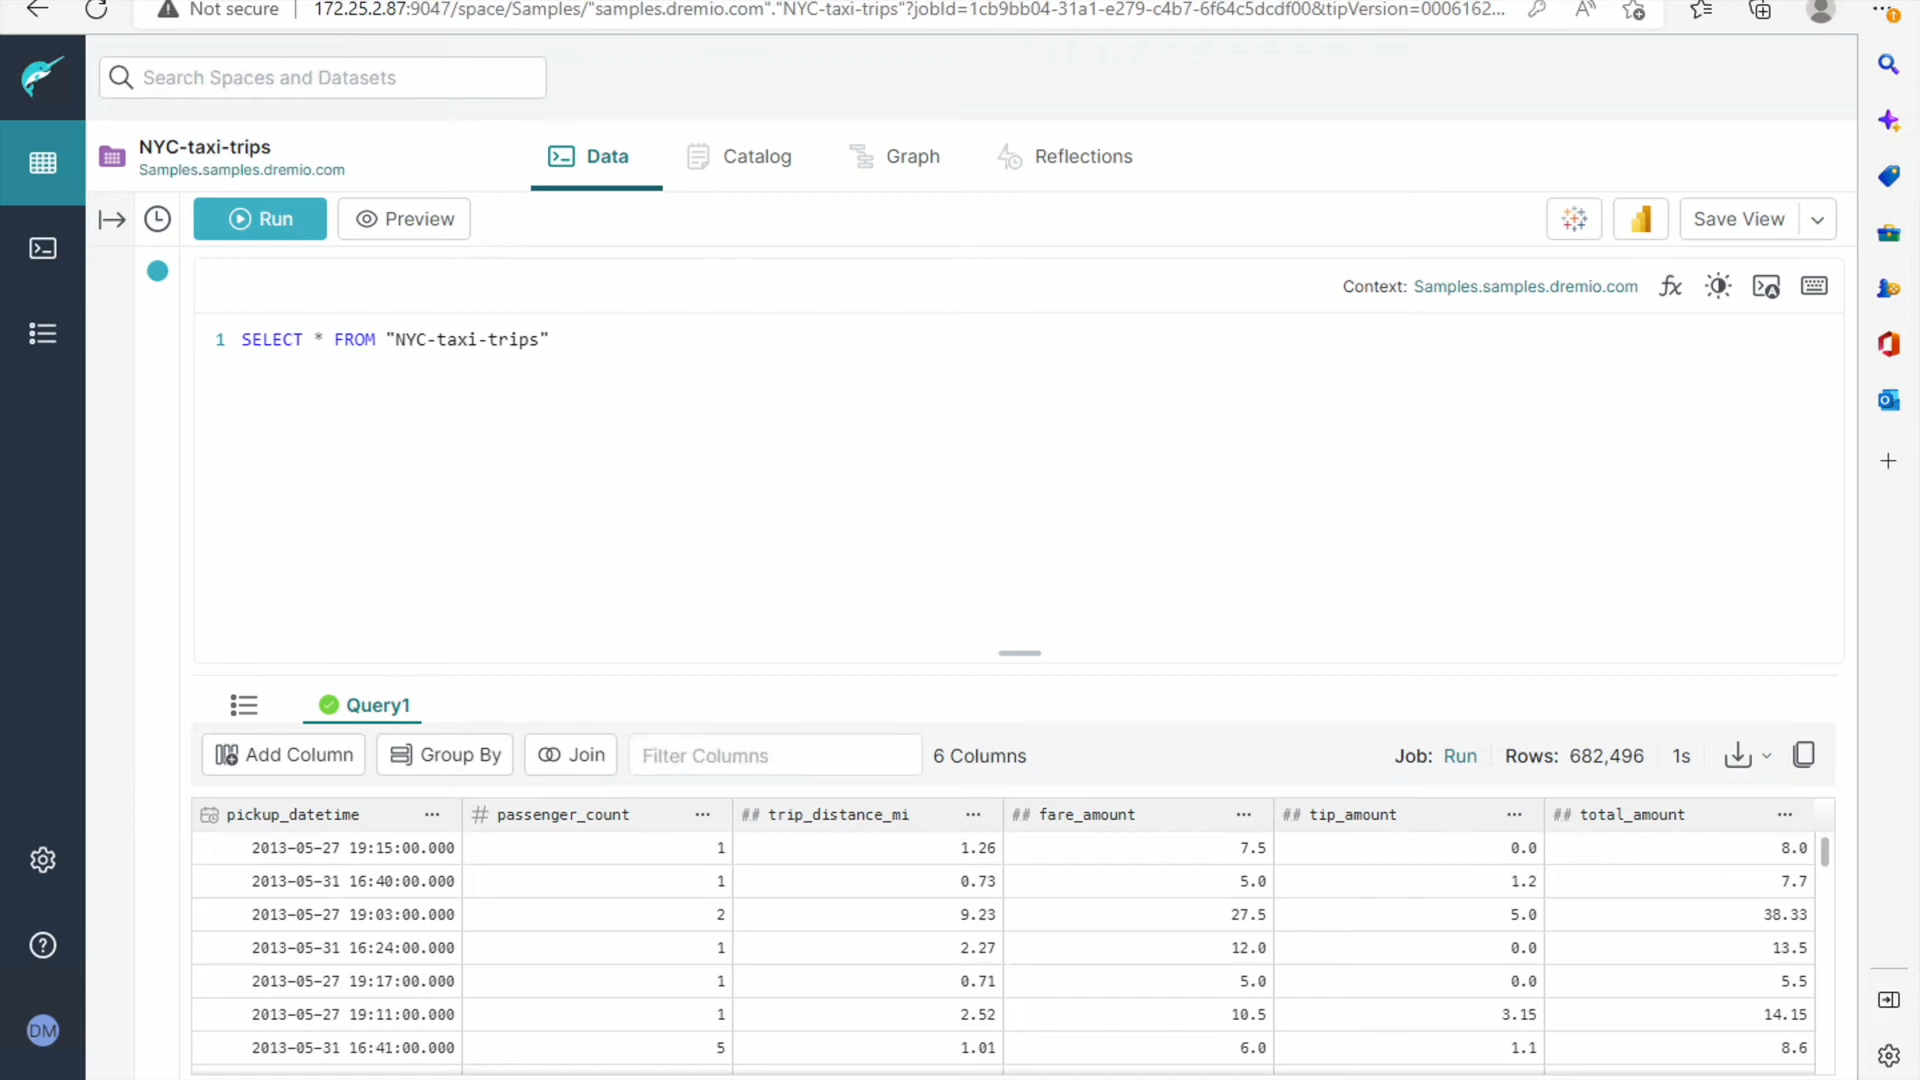 Not secure 172.25.2.87:9047/space/Samples/"samples.dremio.com"."NYC-taxi-trips"?jobId=1cb9bb04-31a1-e279-c4b7-6f64c5dcdf00&tipVersion=0006162...
Search Spaces and Datasets
NYC-taxi-trips
Samples.samples.dremio.com
Data Catalog Graph Reflections
Run Preview Save View
Context: Samples.samples.dremio.com fx
1 SELECT * FROM "NYC-taxi-trips"
Query1
Add Column Group By Join Filter Columns 6 Columns Job: Run Rows: 682,496 1s
pickup_datetime ... # passenger_count ... ## trip_distance_mi ... ## fare_amount ... ## tip_amount ... ## total_amount ...
2013-05-27 19:15:00.000 1 1.26 7.5 0.0 8.0
2013-05-31 16:40:00.000 1 0.73 5.0 1.2 7.7
2013-05-27 19:03:00.000 2 9.23 27.5 5.0 38.33
2013-05-31 16:24:00.000 1 2.27 12.0 0.0 13.5
2013-05-27 19:17:00.000 1 0.71 5.0 0.0 5.5
2013-05-27 19:11:00.000 1 2.52 10.5 3.15 14.15
2013-05-31 16:41:00.000 5 1.01 6.0 1.1 8.6
DM